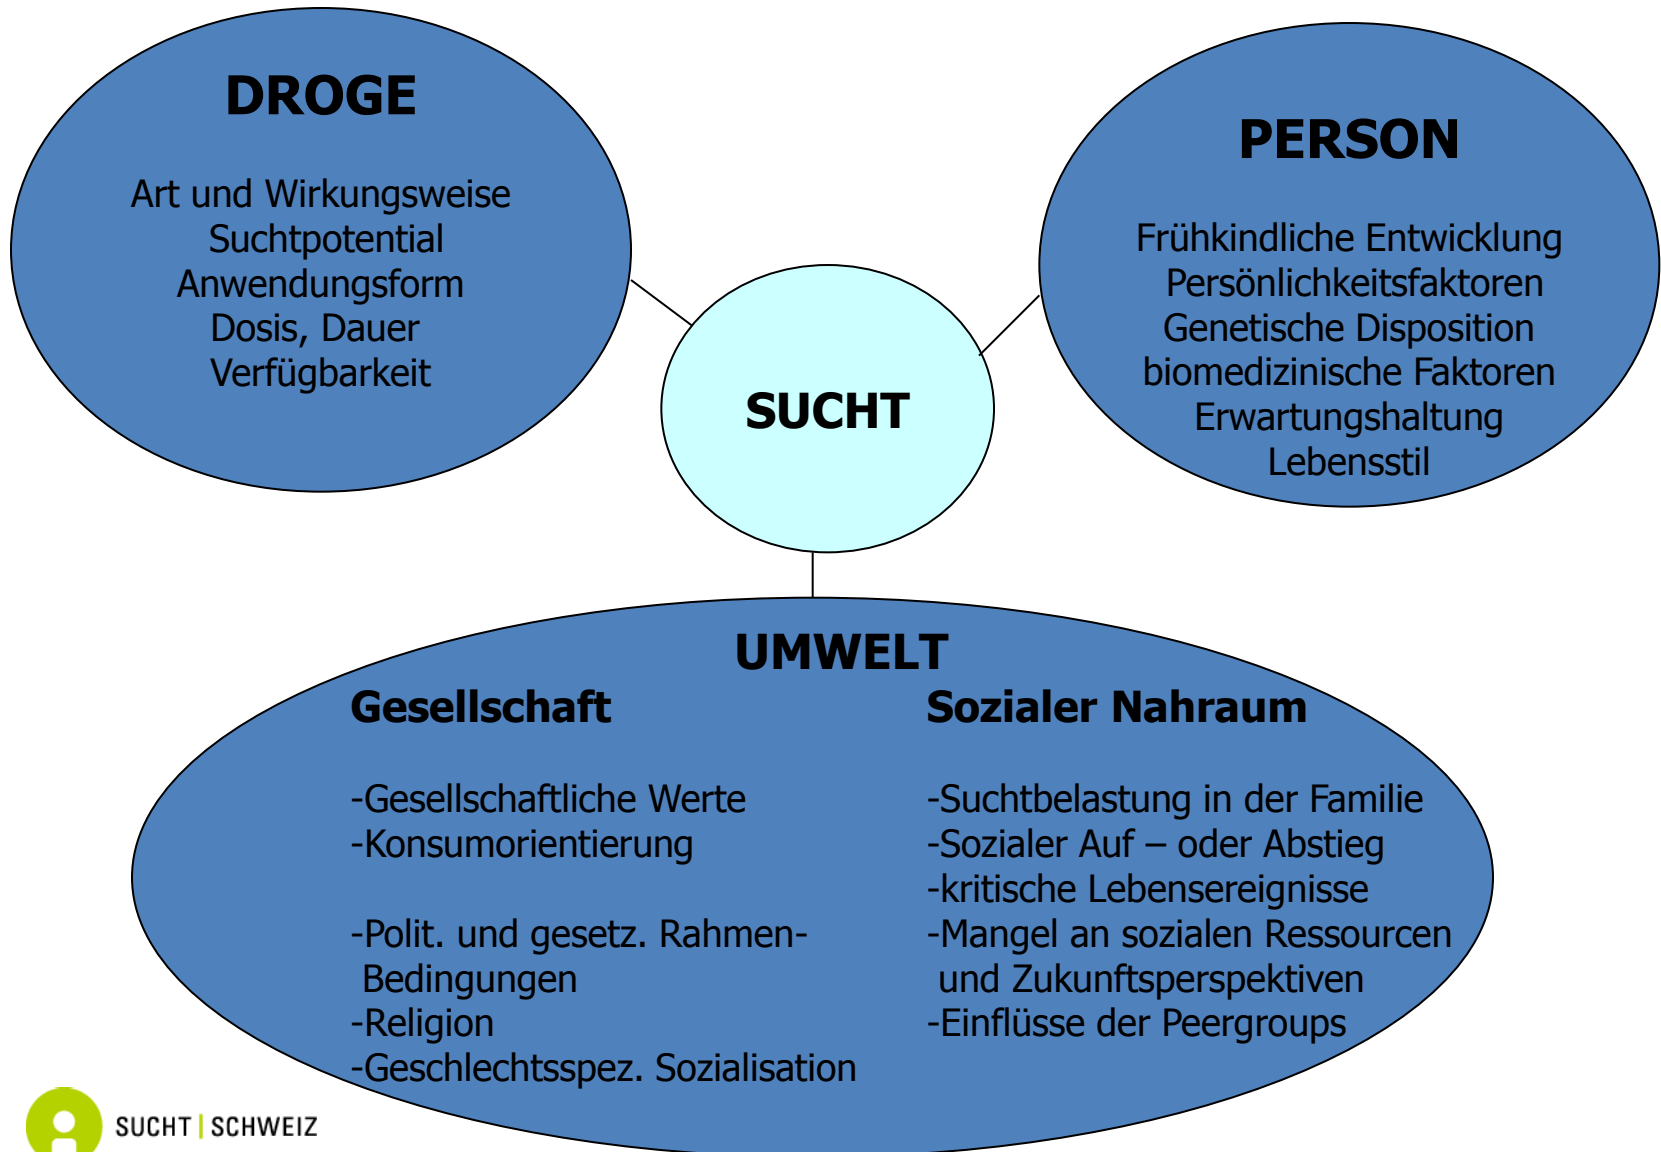 DROGE
Art und Wirkungsweise
Suchtpotential
Anwendungsform
Dosis, Dauer
Verfügbarkeit
PERSON
Frühkindliche Entwicklung
Persönlichkeitsfaktoren
Genetische Disposition
biomedizinische Faktoren
Erwartungshaltung
Lebensstil
SUCHT
UMWELT
Gesellschaft
-Gesellschaftliche Werte
-Konsumorientierung
-Polit. und gesetz. Rahmen-
Bedingungen
-Religion
-Geschlechtsspez. Sozialisation
Sozialer Nahraum
-Suchtbelastung in der Familie
-Sozialer Auf – oder Abstieg
-kritische Lebensereignisse
-Mangel an sozialen Ressourcen
und Zukunftsperspektiven
-Einflüsse der Peergroups
SUCHT | SCHWEIZ